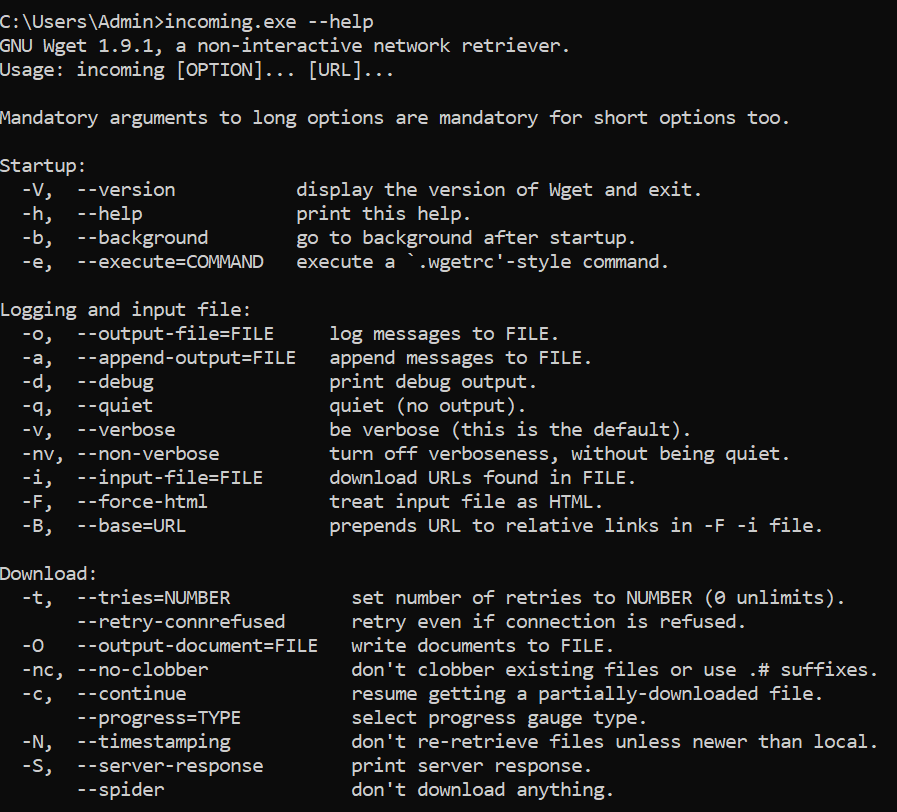 C:\Users\Admin>incoming.exe --help
GNU Wget 1.9.1, a non-interactive network retriever.
Usage: incoming [OPTION]... [URL]...

Mandatory arguments to long options are mandatory for short options too.

Startup:
  -V,  --version           display the version of Wget and exit.
  -h,  --help              print this help.
  -b,  --background        go to background after startup.
  -e,  --execute=COMMAND   execute a `.wgetrc'-style command.

Logging and input file:
  -o,  --output-file=FILE     log messages to FILE.
  -a,  --append-output=FILE   append messages to FILE.
  -d,  --debug                print debug output.
  -q,  --quiet                quiet (no output).
  -v,  --verbose              be verbose (this is the default).
  -nv, --non-verbose          turn off verboseness, without being quiet.
  -i,  --input-file=FILE      download URLs found in FILE.
  -F,  --force-html           treat input file as HTML.
  -B,  --base=URL             prepends URL to relative links in -F -i file.

Download:
  -t,  --tries=NUMBER           set number of retries to NUMBER (0 unlimits).
       --retry-connrefused      retry even if connection is refused.
  -O   --output-document=FILE   write documents to FILE.
  -nc, --no-clobber             don't clobber existing files or use .# suffixes.
  -c,  --continue               resume getting a partially-downloaded file.
       --progress=TYPE          select progress gauge type.
  -N,  --timestamping           don't re-retrieve files unless newer than local.
  -S,  --server-response        print server response.
       --spider                 don't download anything.